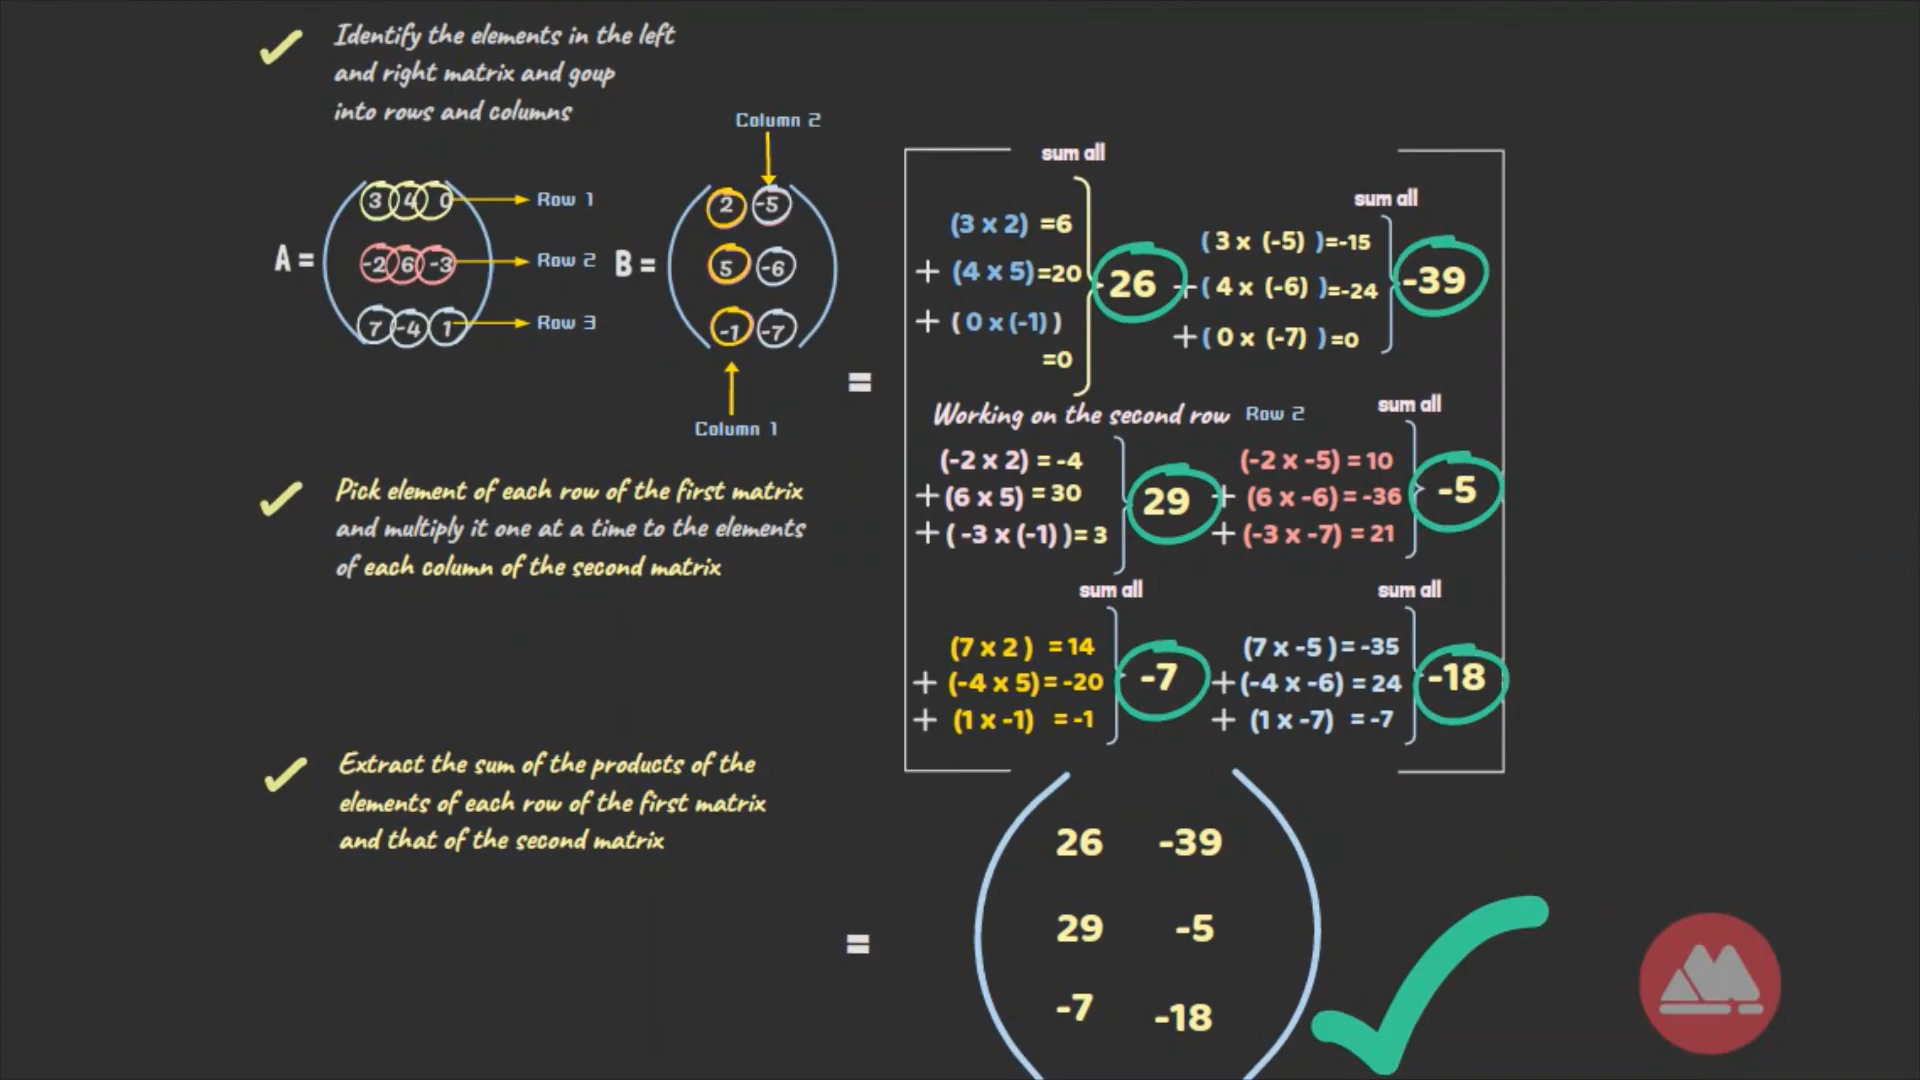 Identify the elements in the left
and right matrix and goup
into rows and columns
Column 2
A =
3 4 0
Row 1
-2 6 -3
Row 2
7 -4 1
Row 3
B =
2 -5
5 -6
-1 -7
Column 1
Pick element of each row of the first matrix
and multiply it one at a time to the elements
of each column of the second matrix
Extract the sum of the products of the
elements of each row of the first matrix
and that of the second matrix
=
sum all
(3 x 2) =6
+ (4 x 5)=20
+ ( 0 x (-1) )
=0
26
sum all
( 3 x (-5) )=-15
+( 4 x (-6) )=-24
+( 0 x (-7) )=0
-39
Working on the second row Row 2
(-2 x 2) = -4
+(6 x 5) = 30
+( -3 x (-1) )= 3
29
sum all
(-2 x -5) = 10
+ (6 x -6) = -36
+ (-3 x -7) = 21
-5
sum all
(7 x 2 ) = 14
+ (-4 x 5)= -20
+ (1 x -1) = -1
-7
sum all
(7 x -5 )= -35
+(-4 x -6) = 24
+ (1 x -7) = -7
-18
=
26 -39
29 -5
-7 -18